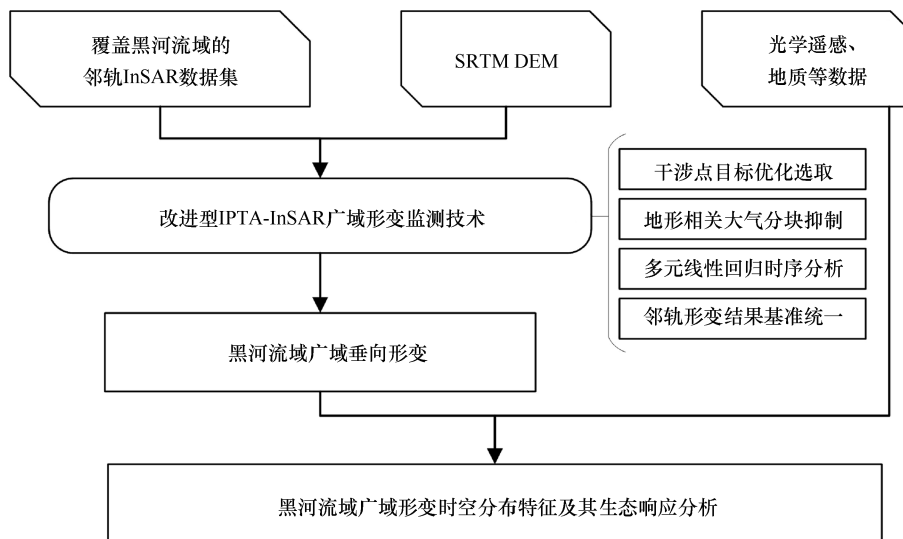 覆盖黑河流域的
邻轨InSAR数据集
SRTM DEM
光学遥感、
地质等数据
改进型IPTA-InSAR广域形变监测技术
干涉点目标优化选取
地形相关大气分块抑制
多元线性回归时序分析
邻轨形变结果基准统一
黑河流域广域垂向形变
黑河流域广域形变时空分布特征及其生态响应分析